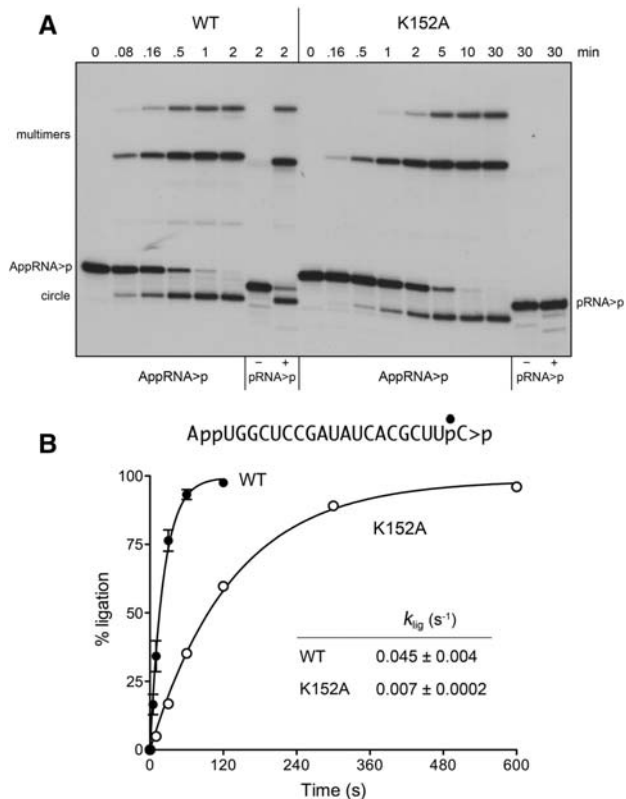 A
WT
K152A
0 .08 .16 .5 1 2 2 2 0 .16 .5 1 2 5 10 30 30 30 min
multimers
AppRNA>p
circle
pRNA>p
– + – +
AppRNA>p pRNA>p AppRNA>p pRNA>p
AppUGGCUCCGAUAUCACGCUUpC>p
B
100
75
50
25
0
% ligation
WT
K152A
klig (s-1)
WT 0.045 ± 0.004
K152A 0.007 ± 0.0002
0 120 240 360 480 600
Time (s)